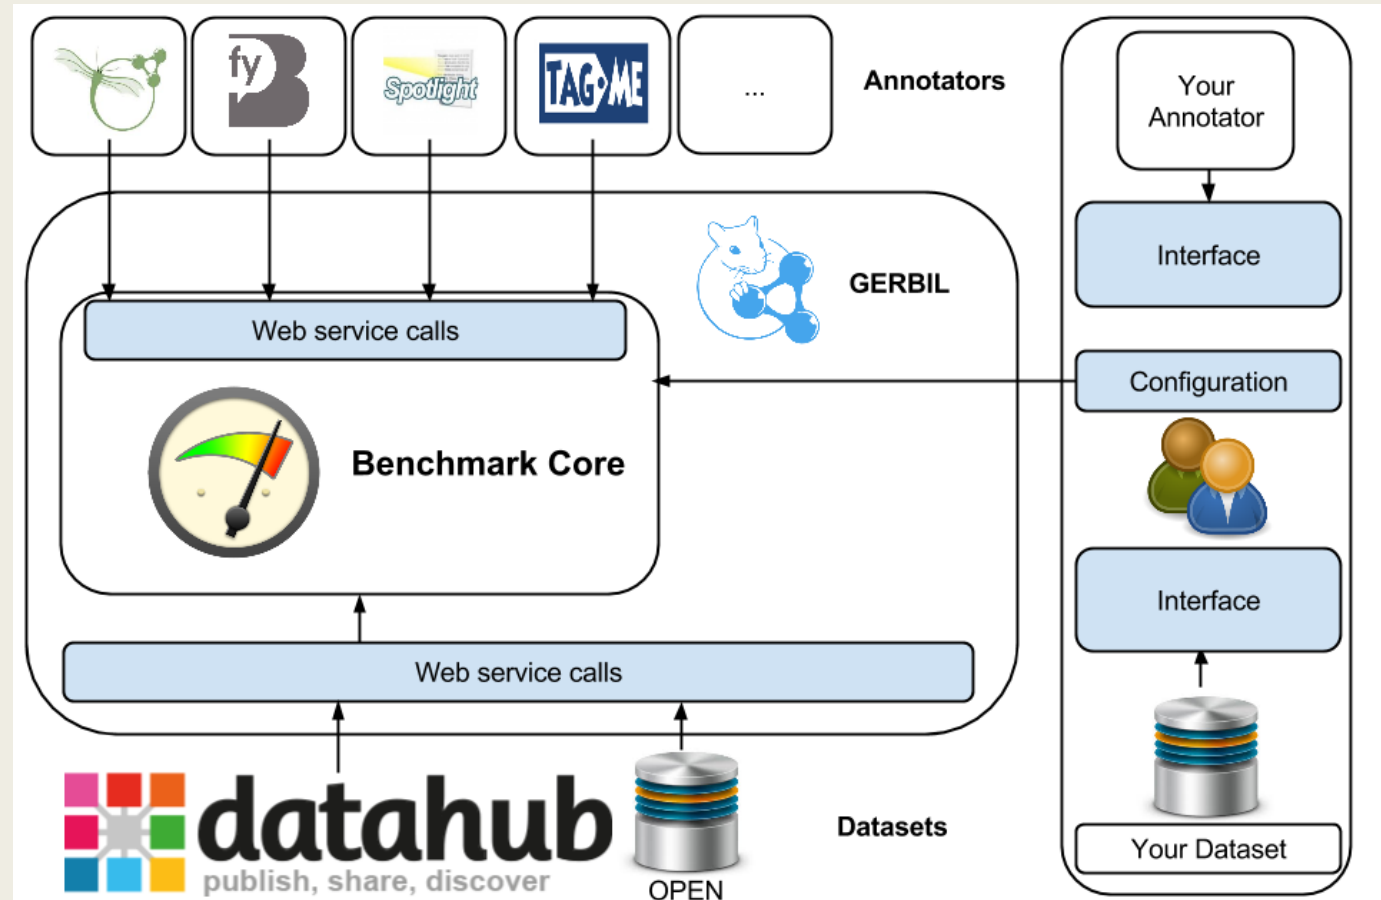 fy
B
Spotlight
TAG ME
...
Annotators
Your
Annotator
Interface
GERBIL
Web service calls
Configuration
Benchmark Core
Interface
Web service calls
datahub
publish, share, discover
OPEN
Datasets
Your Dataset